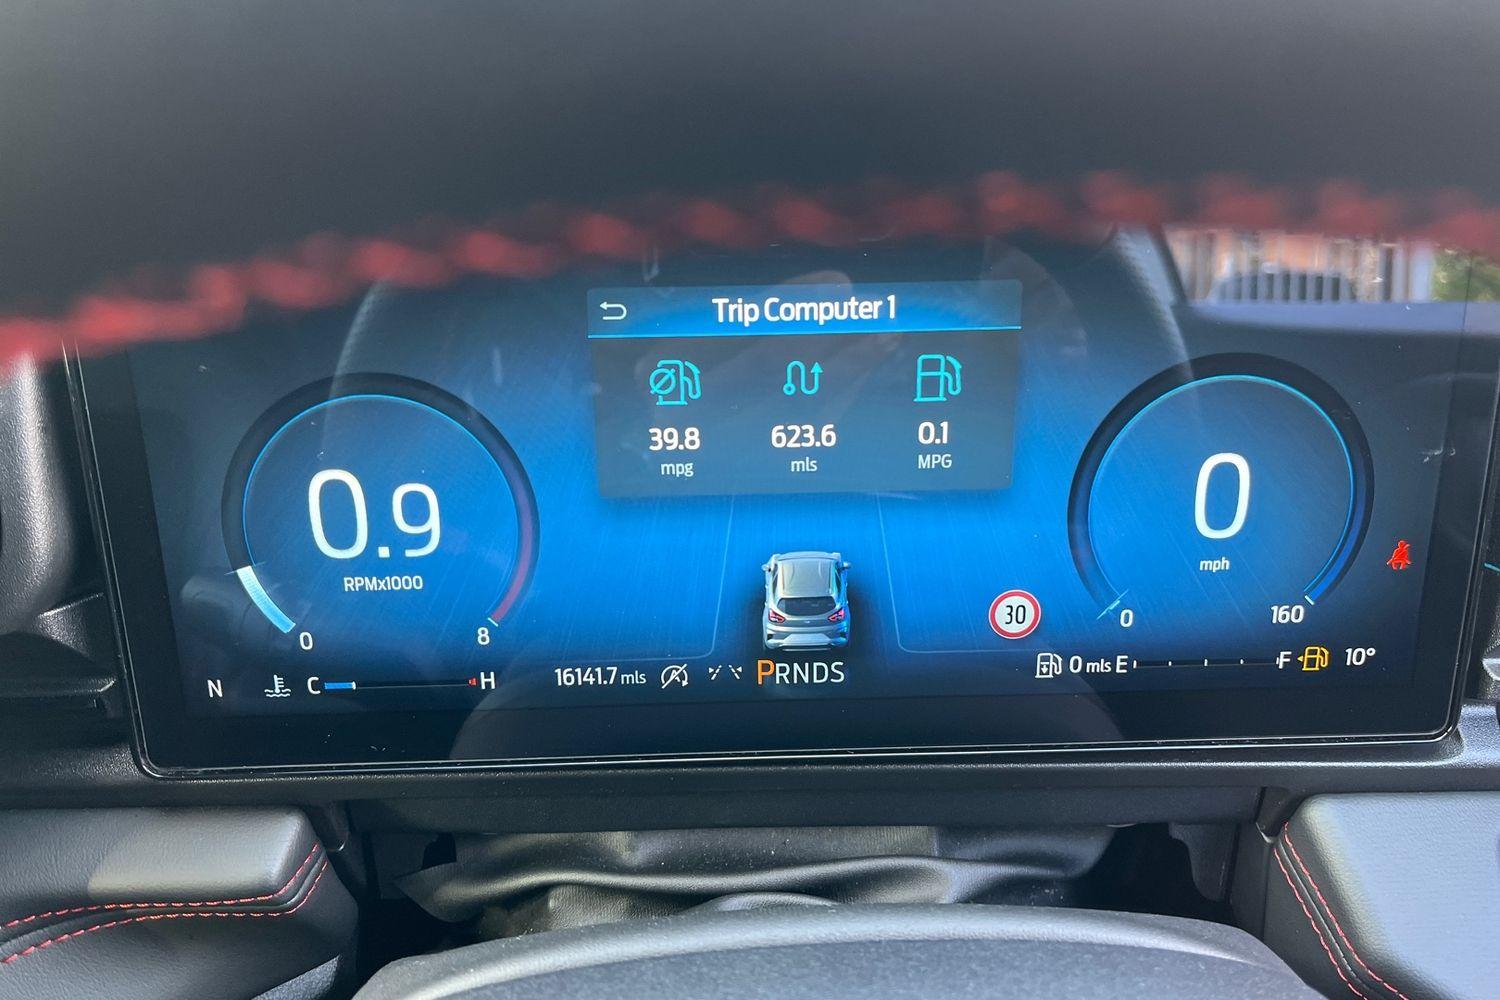 Trip Computer 1
39.8
mpg
623.6
mls
0.1
MPG
0.9
RPMx1000
0
8
0
mph
0
160
30
N
C
H
16141.7 mls
PRNDS
0 mls E
F
10°